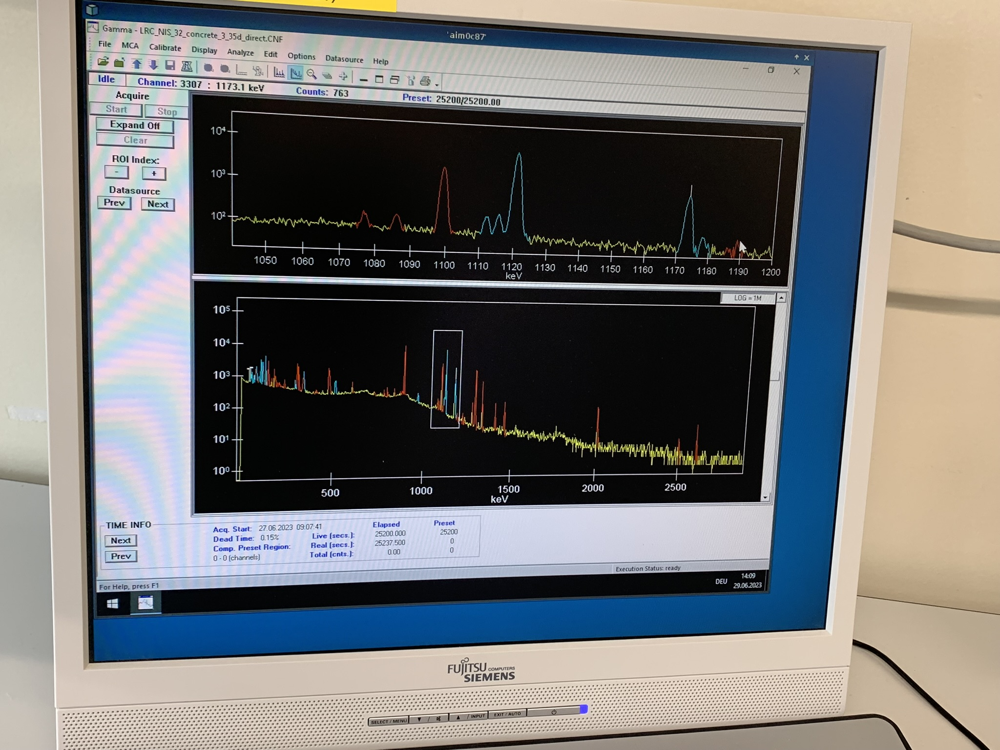 'aim0c87'
Gamma - LRC_NIS_32_concrete_3_35d_direct.CNF
File MCA Calibrate Display Analyze Edit Options Datasource Help
Idle Channel: 3307 : 1173.1 keV Counts: 763 Preset: 25200/25200.00
Acquire
Start Stop
Expand Off
Clear
ROI Index:
- +
Datasource
Prev Next
10⁴
10³
10²
1050 1060 1070 1080 1090 1100 1110 1120 1130 1140 1150 1160 1170 1180 1190 1200
keV
LOG = 1M
10⁵
10⁴
10³
10²
10¹
10⁰
500 1000 1500 2000 2500
keV
TIME INFO
Next
Prev
Acq. Start: 27.06.2023 09:07:41
Dead Time: 0.15%
Comp. Preset Region:
0 - 0 (channels)
Elapsed Preset
Live (secs.): 25200.000 25200
Real (secs.): 25237.500 0
Total (cnts.): 0.00 0
Execution Status: ready
For Help, press F1
DEU 14:09
29.06.2023
FUJITSU COMPUTERS
SIEMENS
SELECT / MENU / INPUT EXIT / AUTO